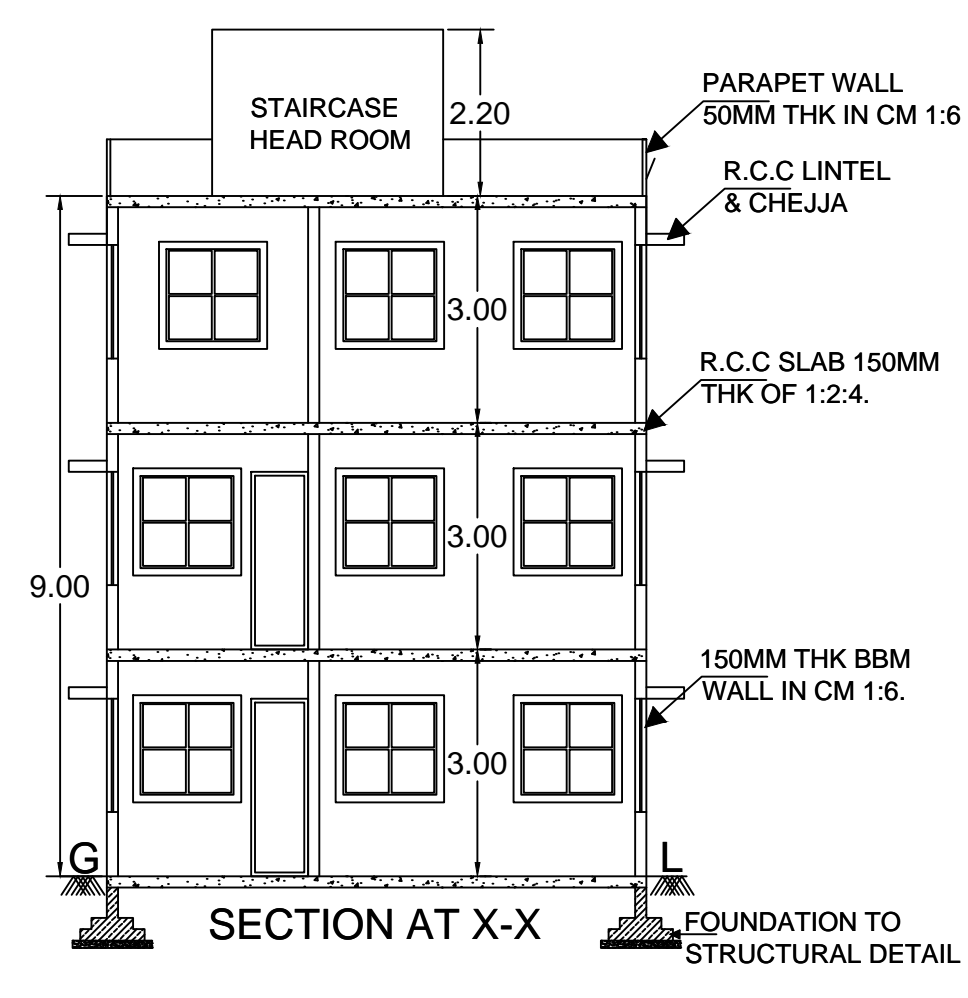 STAIRCASE
HEAD ROOM
2.20
PARAPET WALL
50MM THK IN CM 1:6
R.C.C LINTEL
& CHEJJA
3.00
R.C.C SLAB 150MM
THK OF 1:2:4.
3.00
9.00
150MM THK BBM
WALL IN CM 1:6.
3.00
G
L
SECTION AT X-X
FOUNDATION TO
STRUCTURAL DETAIL